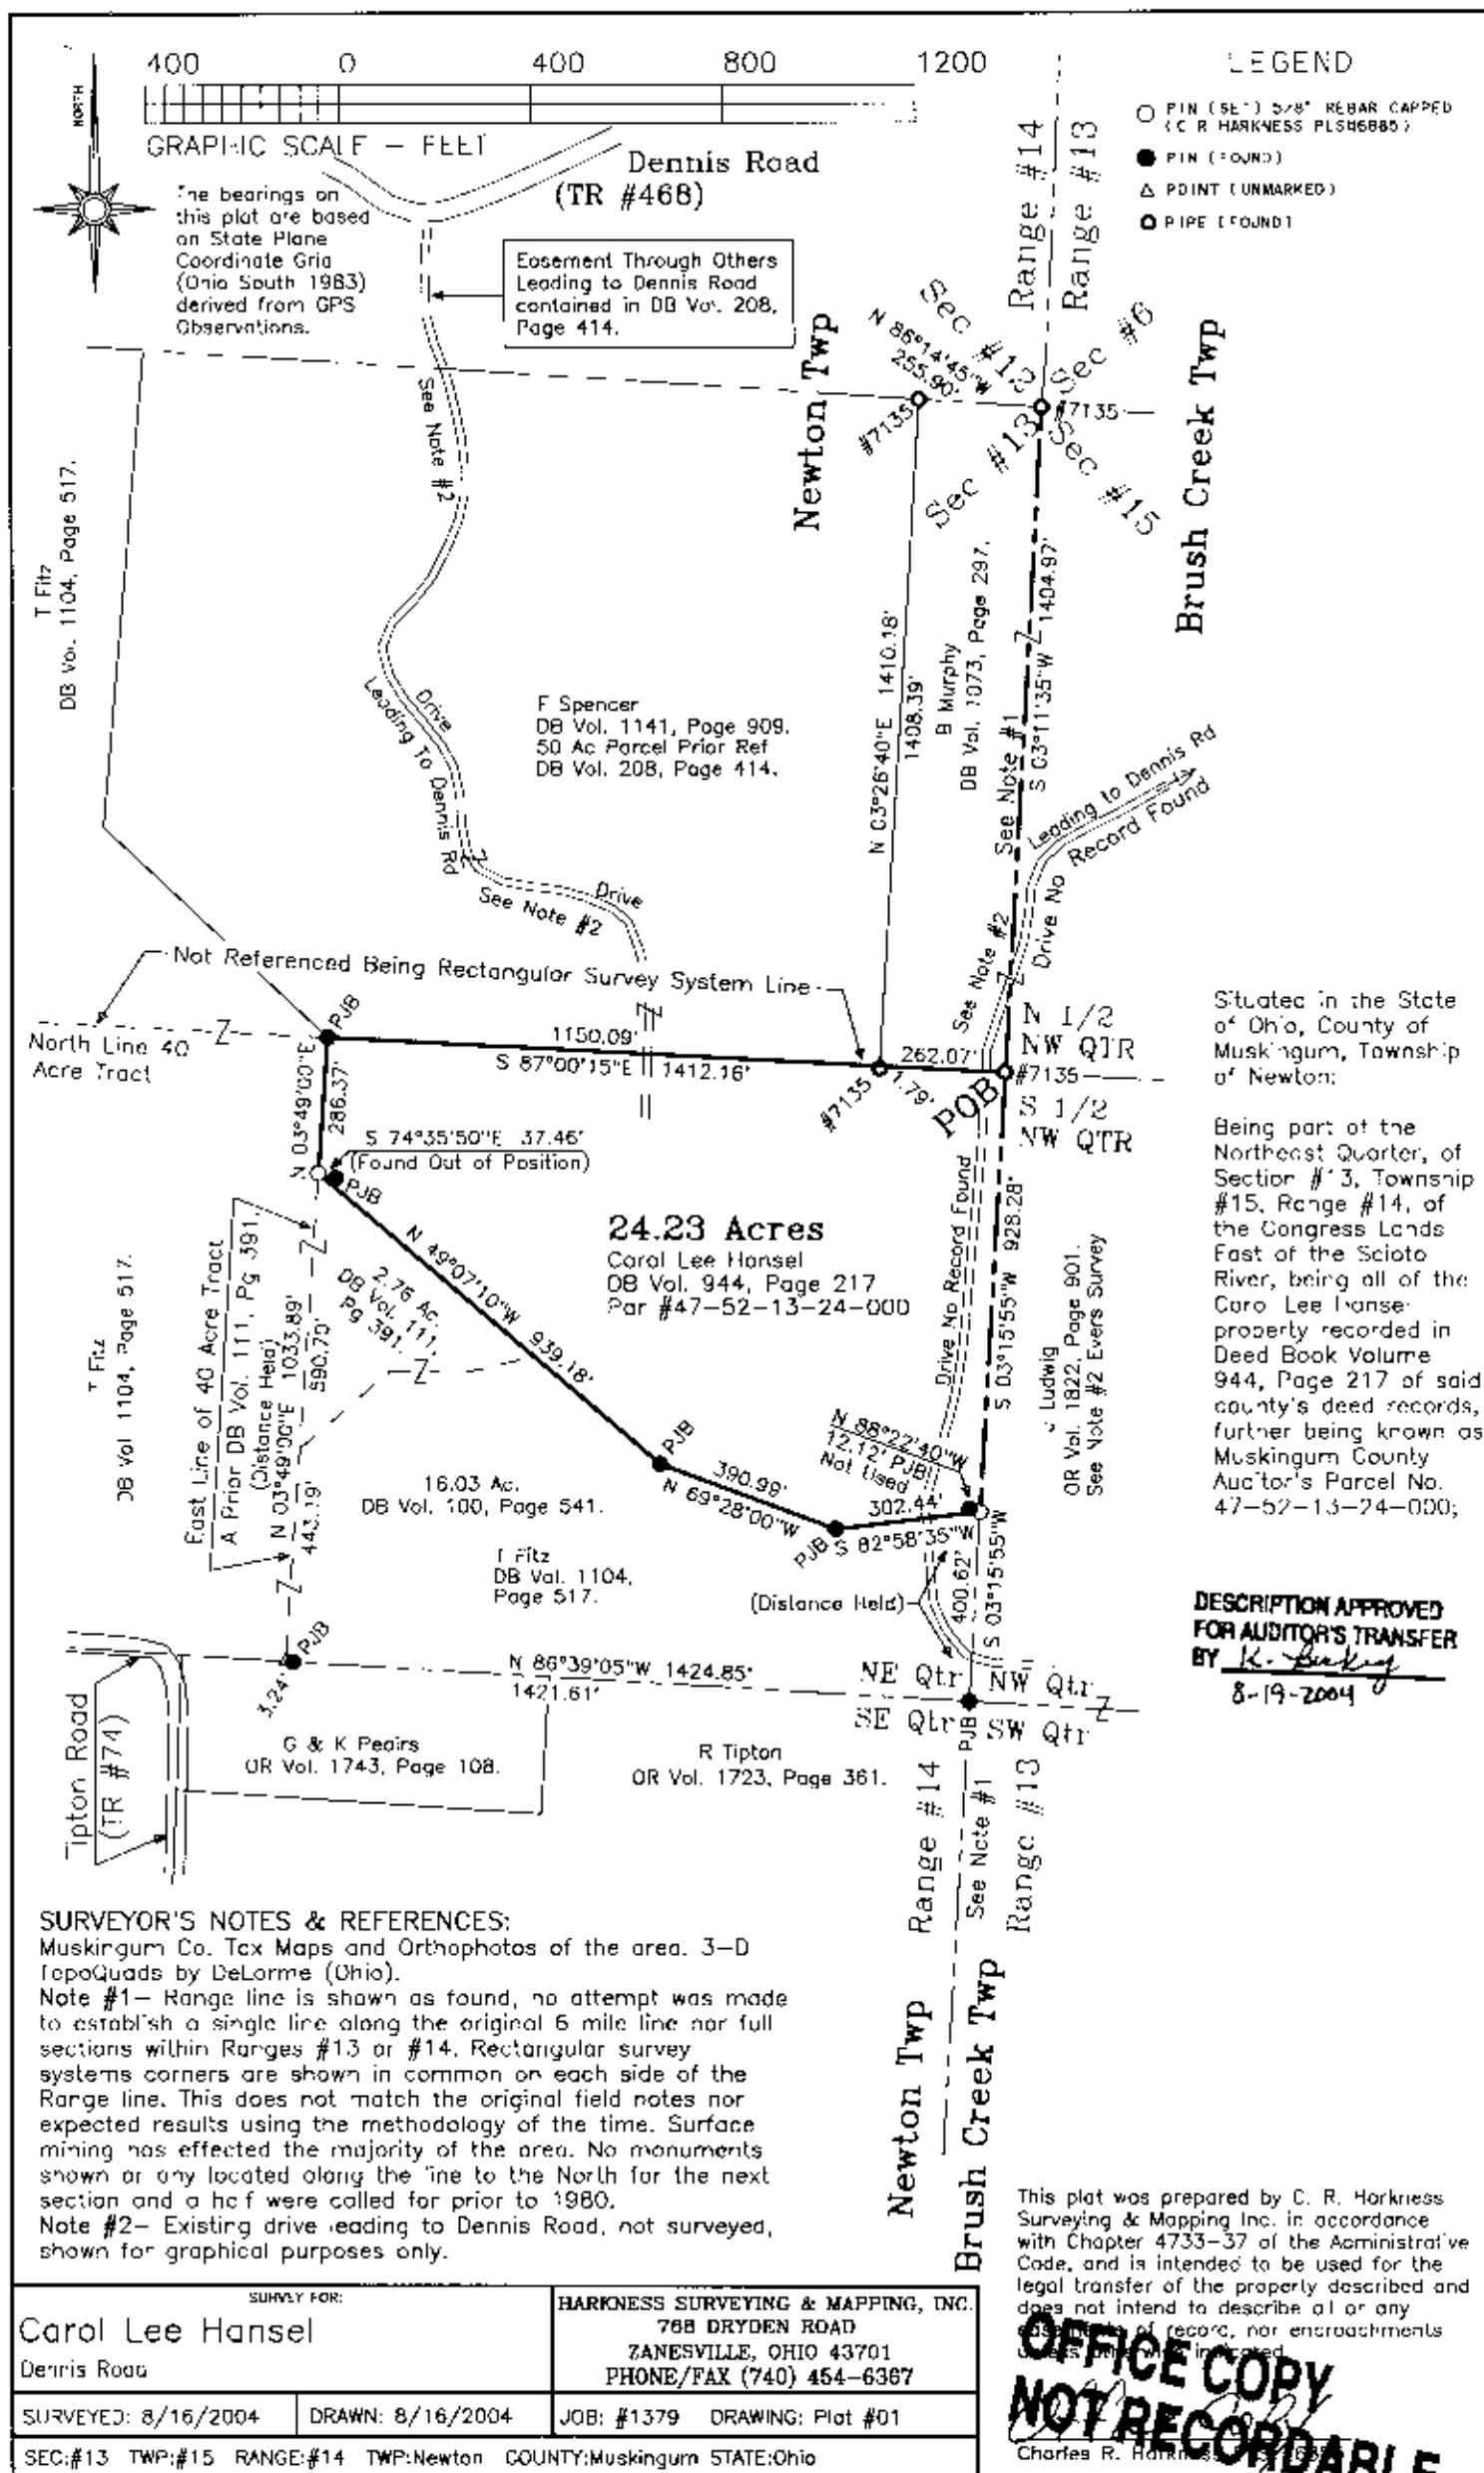 400 0 400 800 1200
GRAPHIC SCALE - FEET
NORTH
The bearings on
this plat are based
on State Plane
Coordinate Grid
(Ohio South 1983)
derived from GPS
Observations.
Dennis Road
(TR #468)
Easement Through Others
Leading to Dennis Road
contained in DB Vol. 208,
Page 414.
LEGEND
PIN (SET) 5/8" REBAR CAPPED
(C R HARKNESS PLS#6885)
PIN (FOUND)
POINT (UNMARKED)
PIPE (FOUND)
Range #14
Range #13
Sec #12
Sec #6
Sec #13
Sec #15
N 86°14'45"W
255.90'
#7135
#7135
Newton Twp
Brush Creek Twp
T Fitz
DB Vol. 1104, Page 517.
See Note #2
Drive
Leading To Dennis Rd
F Spencer
DB Vol. 1141, Page 909.
50 Ac Parcel Prior Ref
DB Vol. 208, Page 414.
N 03°26'40"E 1410.18'
1408.39'
B Murphy
DB Vol. 1073, Page 297.
See Note #1
S 03°11'35"W 1404.97'
Leading to Dennis Rd
Drive No Record Found
See Note #2
Drive
See Note #2
Not Referenced Being Rectangular Survey System Line
North Line 40
Acre Tract
PJB
1150.09'
S 87°00'15"E 1412.16'
262.07'
1.79'
#7135
POB
#7135
N 1/2
NW QTR
S 1/2
NW QTR
N 03°49'00"E
286.37'
S 74°35'50"E 37.46'
(Found Out of Position)
PJB
24.23 Acres
Carol Lee Hansel
DB Vol. 944, Page 217
Par #47-52-13-24-000
N 49°07'10"W 939.18'
2.76 Ac.
DB Vol. 111,
Pg 391.
T Fitz
DB Vol 1104, Page 517.
East Line of 40 Acre Tract
A Prior DB Vol. 111, Pg 391.
(Distance Held)
N 03°49'00"E 1033.89'
590.70'
443.19'
Drive No Record Found
S 03°15'55"W 928.28'
Ludwig
OR Vol. 1822, Page 901.
See Note #2 Evers Survey
PJB
390.99'
N 69°28'00"W
N 88°22'40"W
12.12' PJB
Not Used
302.44'
PJB S 82°58'35"W
16.03 Ac.
DB Vol. 100, Page 541.
T Fitz
DB Vol. 1104,
Page 517.
(Distance Held)
400.62'
S 03°15'55"W
PJB
3.24'
N 86°39'05"W 1424.85'
1421.61'
NE Qtr NW Qtr
SE Qtr SW Qtr
PJB
Tipton Road
(TR #74)
G & K Peairs
OR Vol. 1743, Page 108.
R Tipton
OR Vol. 1723, Page 361.
Range #14
See Note #1
Range #13
Newton Twp
Brush Creek Twp
Situated in the State
of Ohio, County of
Muskingum, Township
of Newton;
Being part of the
Northeast Quarter, of
Section #13, Township
#15, Range #14, of
the Congress Lands
East of the Scioto
River, being all of the
Carol Lee Hansel
property recorded in
Deed Book Volume
944, Page 217 of said
county's deed records,
further being known as
Muskingum County
Auditor's Parcel No.
47-52-13-24-000;
DESCRIPTION APPROVED
FOR AUDITOR'S TRANSFER
BY K.
8-19-2004
SURVEYOR'S NOTES & REFERENCES:
Muskingum Co. Tax Maps and Orthophotos of the area. 3-D
TopoQuads by DeLorme (Ohio).
Note #1- Range line is shown as found, no attempt was made
to establish a single line along the original 6 mile line nor full
sections within Ranges #13 or #14. Rectangular survey
systems corners are shown in common on each side of the
Range line. This does not match the original field notes nor
expected results using the methodology of the time. Surface
mining has effected the majority of the area. No monuments
shown or any located along the line to the North for the next
section and a half were called for prior to 1980.
Note #2- Existing drive leading to Dennis Road, not surveyed,
shown for graphical purposes only.
This plat was prepared by C. R. Harkness
Surveying & Mapping Inc. in accordance
with Chapter 4733-37 of the Administrative
Code, and is intended to be used for the
legal transfer of the property described and
does not intend to describe all or any
easements of record, nor encroachments
unless otherwise indicated.
OFFICE COPY
NOT RECORDABLE
Charles R. Harkness
SURVEY FOR:
Carol Lee Hansel
Dennis Road
HARKNESS SURVEYING & MAPPING, INC.
788 DRYDEN ROAD
ZANESVILLE, OHIO 43701
PHONE/FAX (740) 454-6367
SURVEYED: 8/16/2004 DRAWN: 8/16/2004 JOB: #1379 DRAWING: Plat #01
SEC:#13 TWP:#15 RANGE:#14 TWP:Newton COUNTY:Muskingum STATE:Ohio